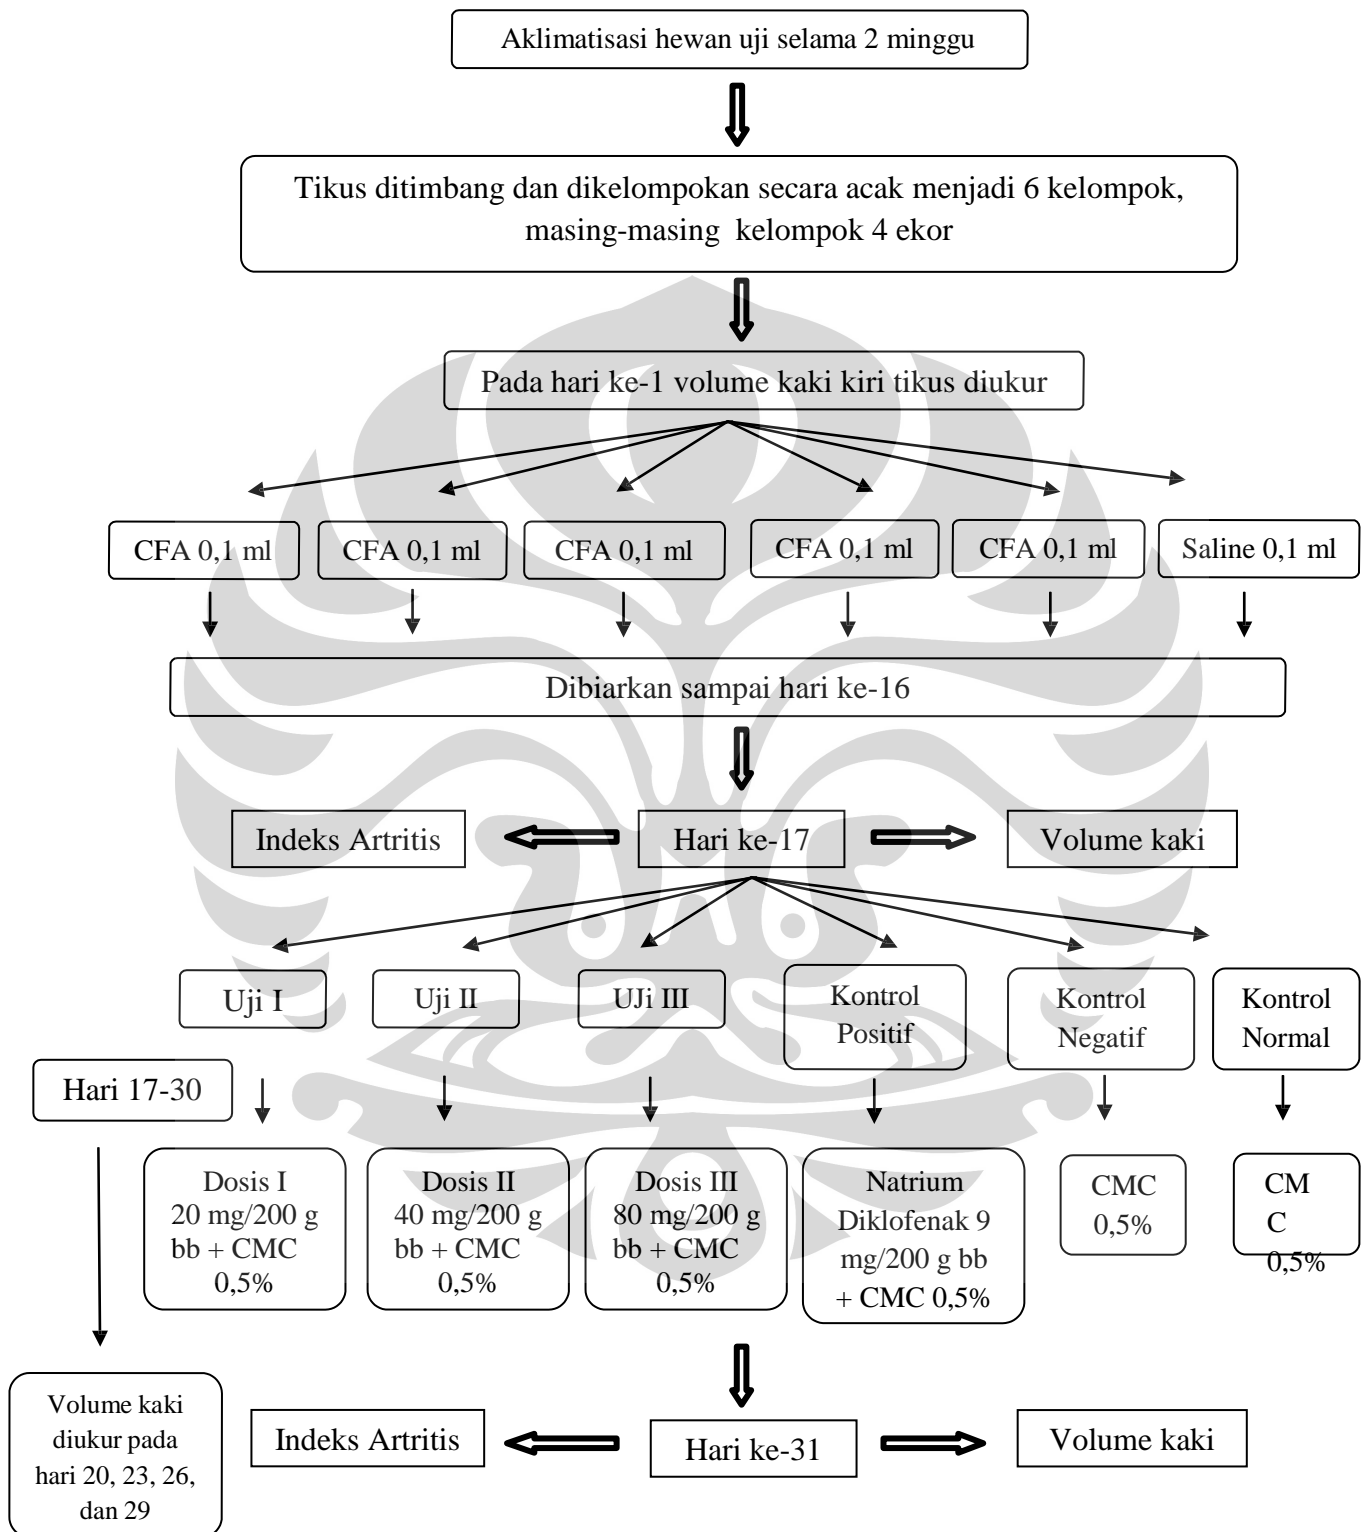 Aklimatisasi hewan uji selama 2 minggu
Tikus ditimbang dan dikelompokan secara acak menjadi 6 kelompok,
masing-masing kelompok 4 ekor
Pada hari ke-1 volume kaki kiri tikus diukur
CFA 0,1 ml
CFA 0,1 ml
CFA 0,1 ml
CFA 0,1 ml
CFA 0,1 ml
Saline 0,1 ml
Dibiarkan sampai hari ke-16
Indeks Artritis
Hari ke-17
Volume kaki
Uji I
Uji II
UJi III
Kontrol
Positif
Kontrol
Negatif
Kontrol
Normal
Hari 17-30
Dosis I
20 mg/200 g
bb + CMC
0,5%
Dosis II
40 mg/200 g
bb + CMC
0,5%
Dosis III
80 mg/200 g
bb + CMC
0,5%
Natrium
Diklofenak 9
mg/200 g bb
+ CMC 0,5%
CMC
0,5%
CM
C
0,5%
Volume kaki
diukur pada
hari 20, 23, 26,
dan 29
Indeks Artritis
Hari ke-31
Volume kaki